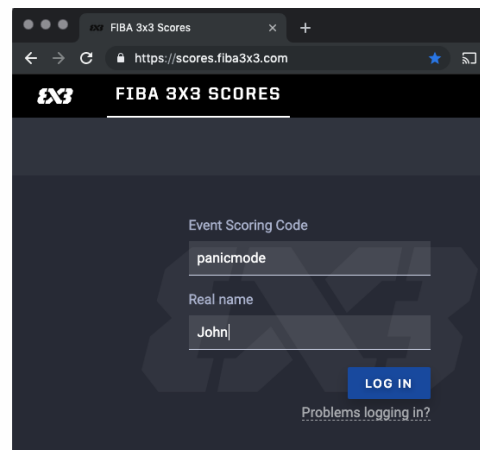 FIBA 3x3 Scores
https://scores.fiba3x3.com
3X3 FIBA 3X3 SCORES
Event Scoring Code
panicmode
Real name
John
LOG IN
Problems logging in?